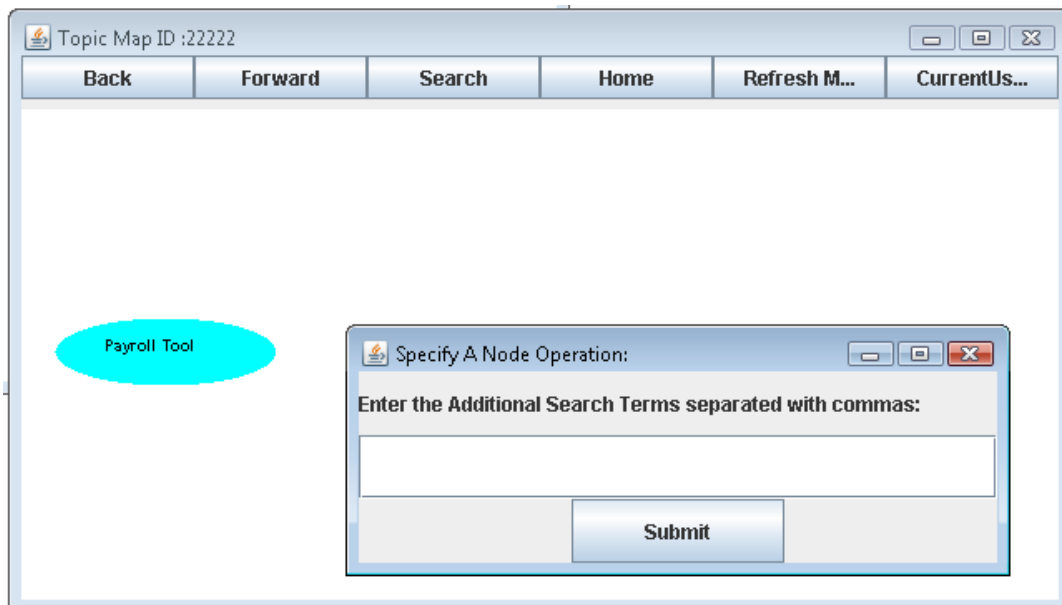 Topic Map ID :22222
Back Forward Search Home Refresh M... CurrentUs...
Payroll Tool
Specify A Node Operation:
Enter the Additional Search Terms separated with commas:
Submit